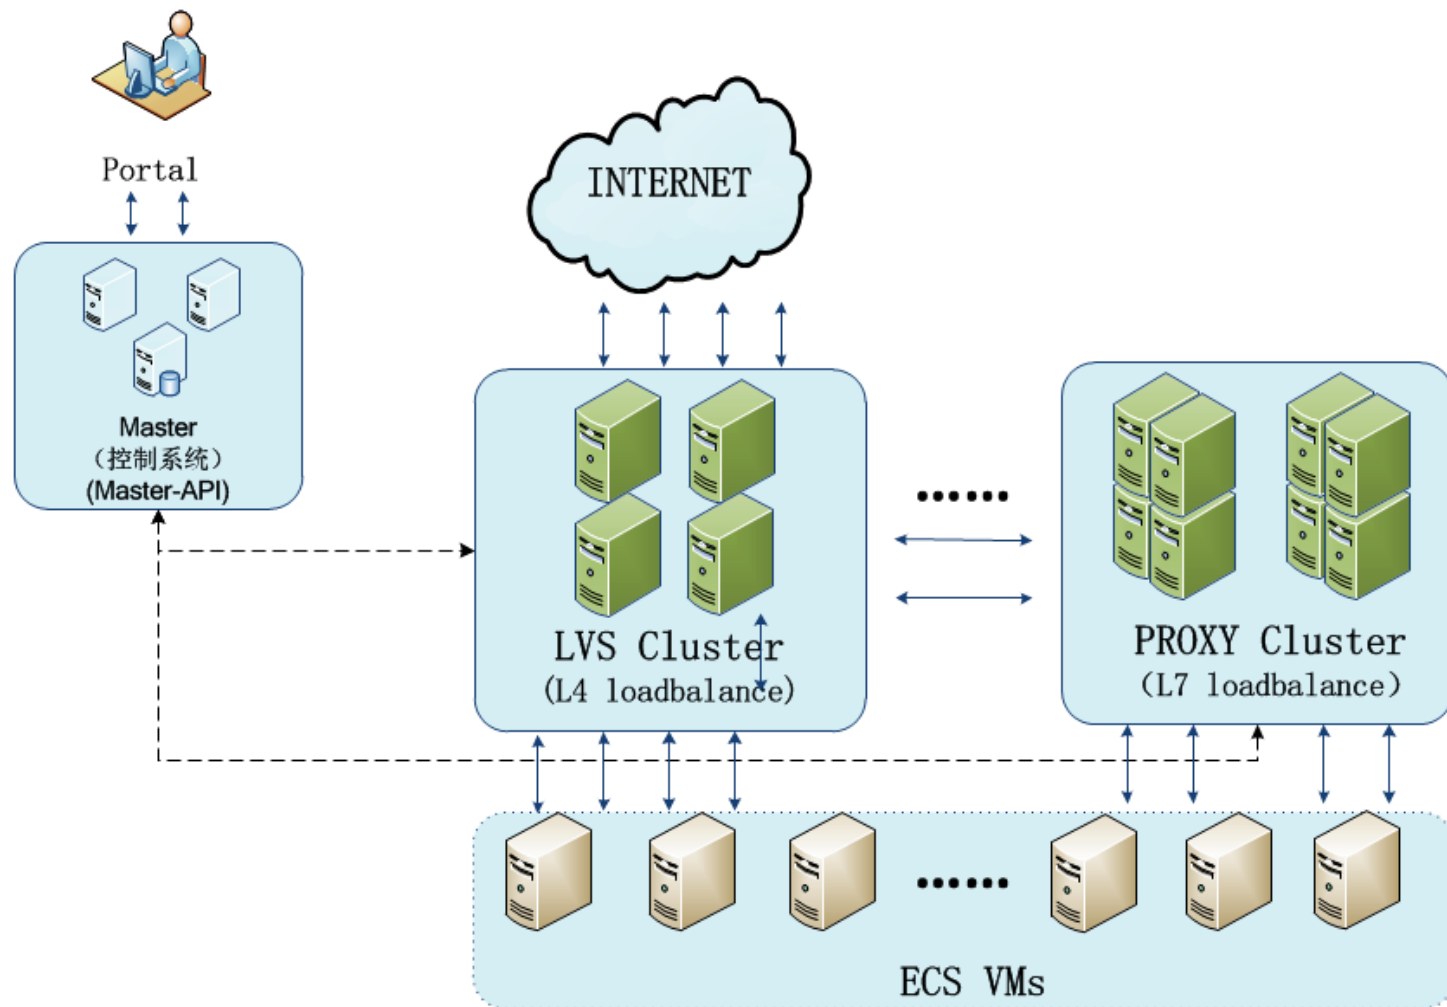 Portal
INTERNET
Master
（控制系统）
(Master-API)
LVS Cluster
(L4 loadbalance)
PROXY Cluster
（L7 loadbalance）
ECS VMs